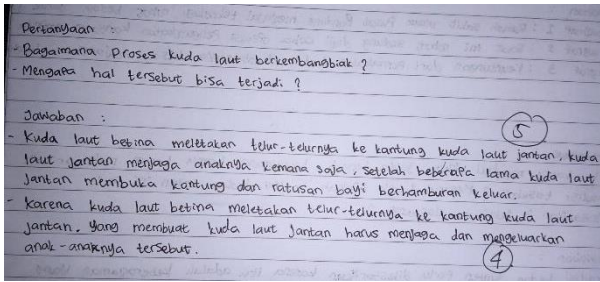 Pertanyaan
- Bagaimana Proses kuda laut berkembangbiak ?
- Mengapa hal tersebut bisa terjadi ?
Jawaban :
5
- Kuda laut betina meletakan telur-telurnya ke kantung kuda laut jantan, kuda
laut jantan menjaga anaknya kemana saja, setelah beberapa lama kuda laut
jantan membuka kantung dan ratusan bayi berhamburan keluar.
- Karena kuda laut betina meletakan telur-telurnya ke kantung kuda laut
jantan. Yang membuat kuda laut jantan harus menjaga dan mengeluarkan
anak-anaknya tersebut.
4